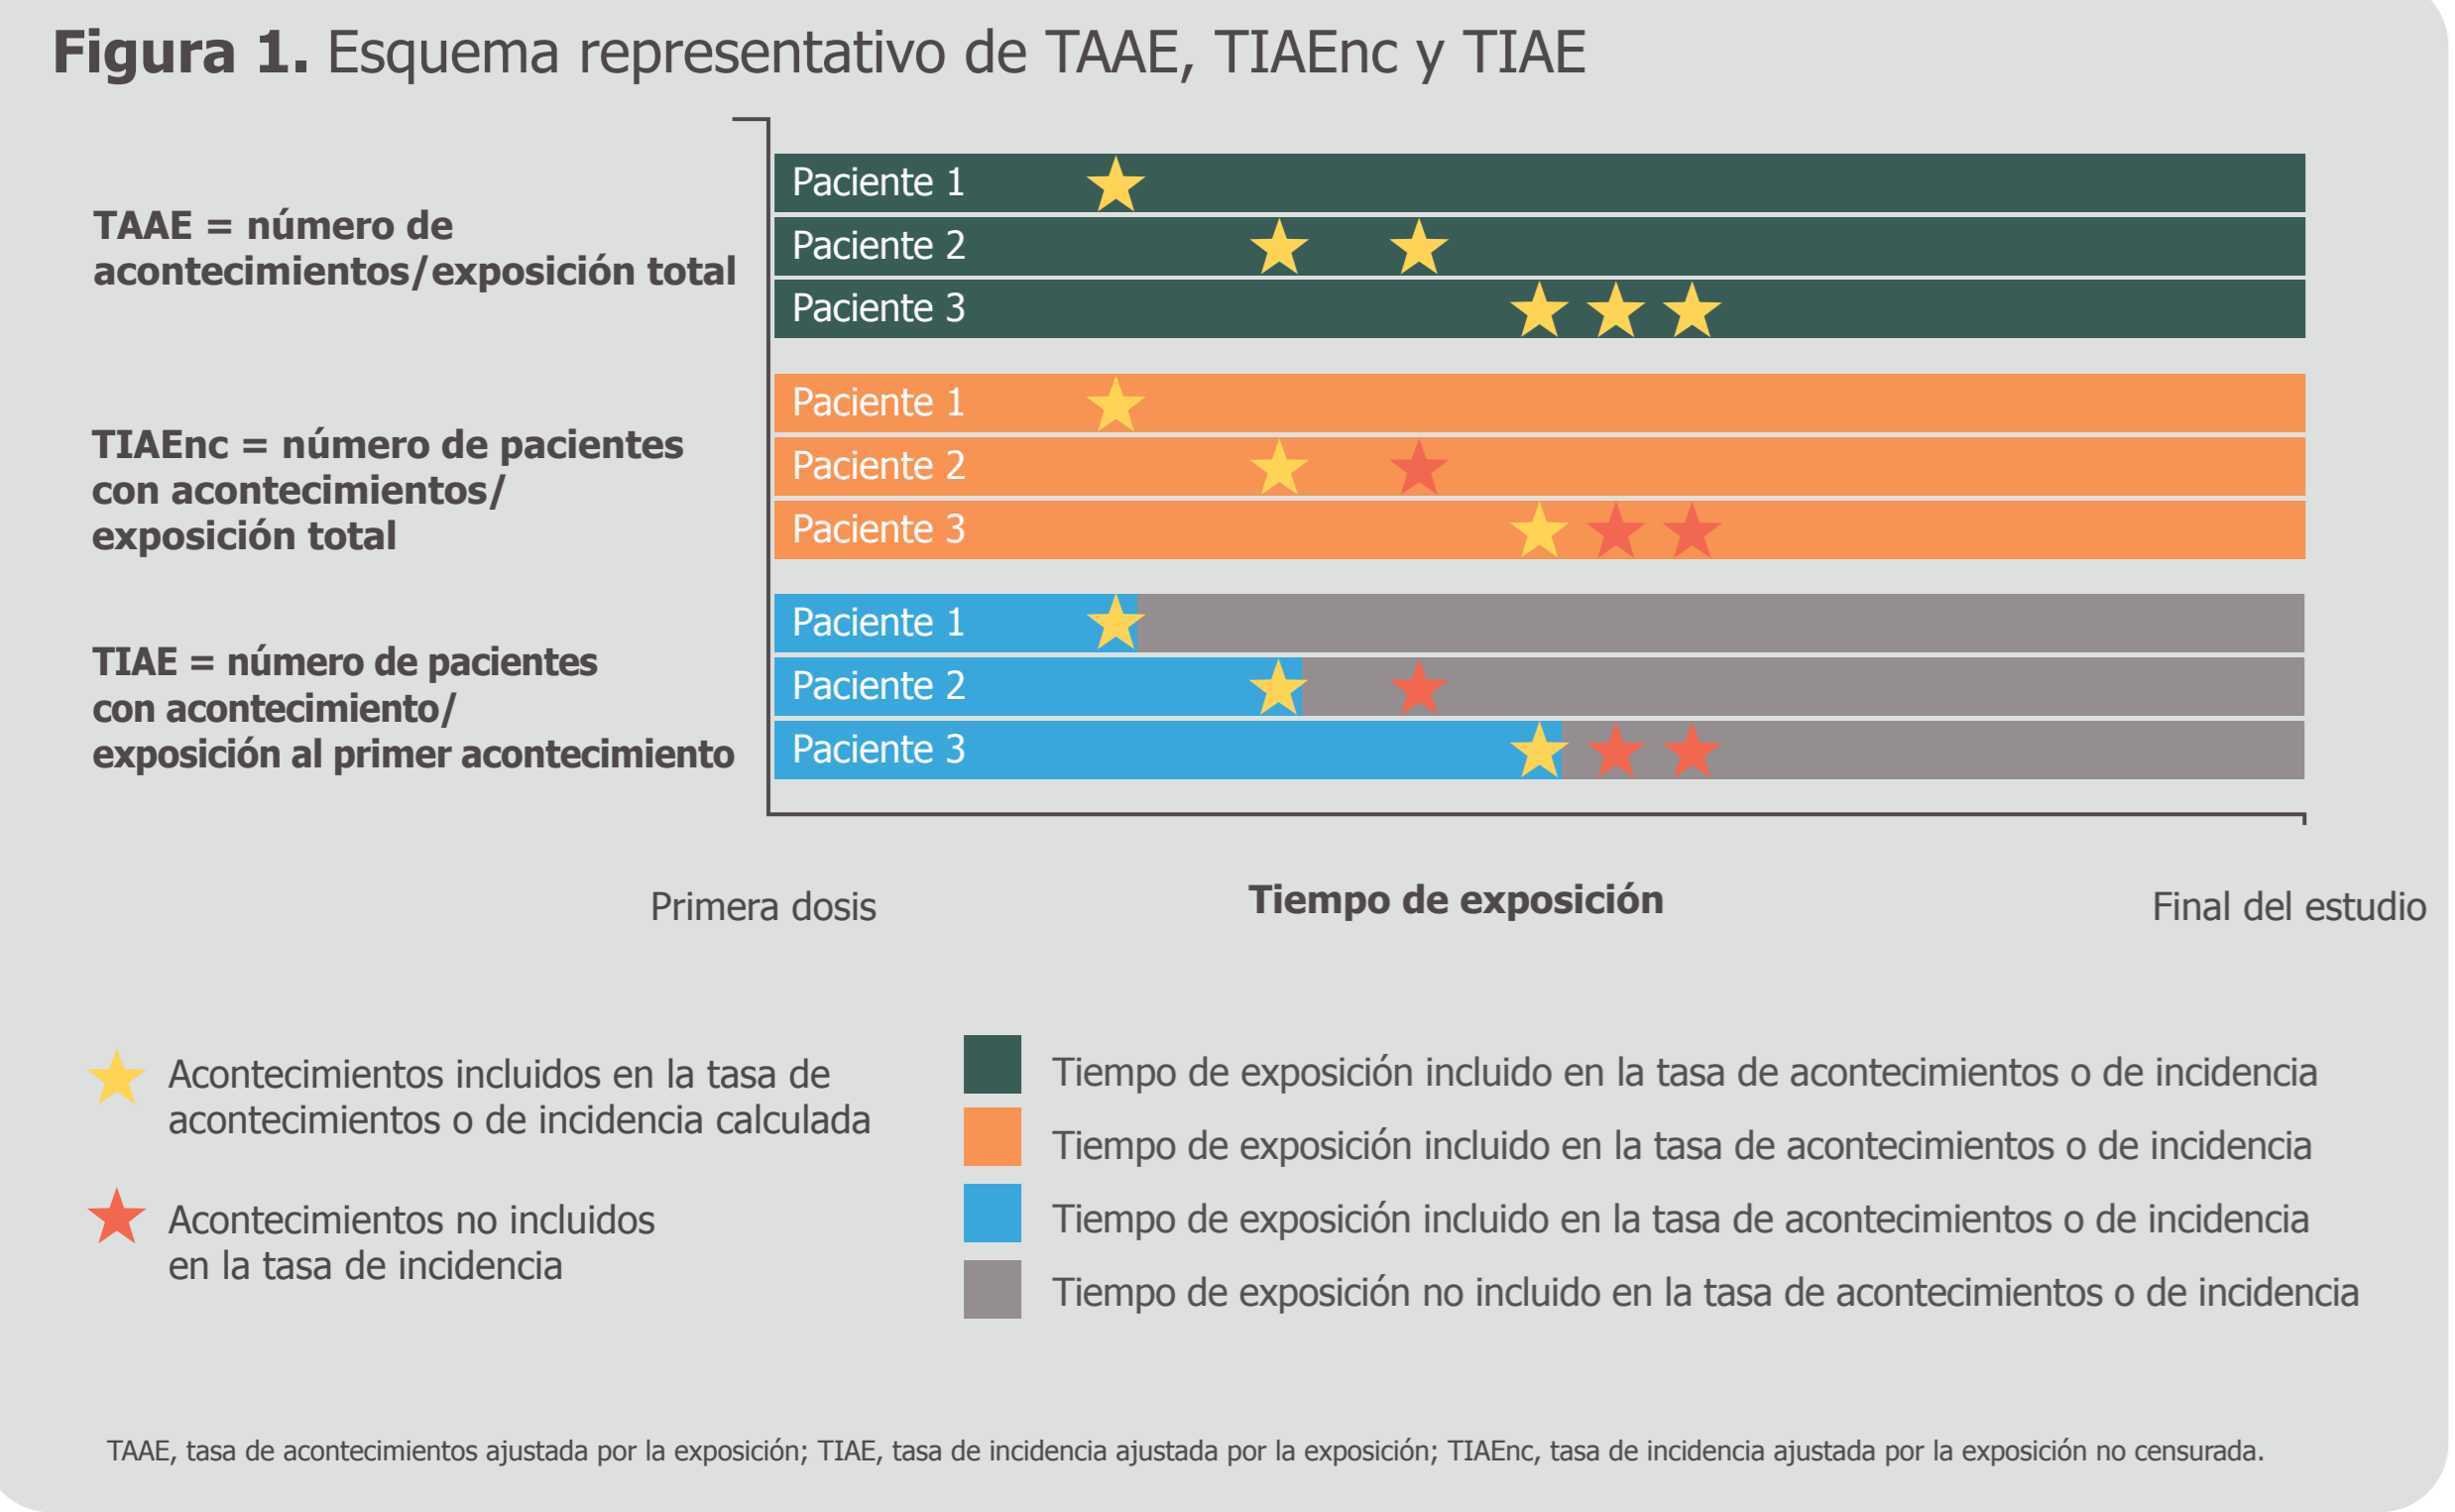 Figura 1. Esquema representativo de TAAE, TIAEnc y TIAE
TAAE = número de
acontecimientos/exposición total
Paciente 1
Paciente 2
Paciente 3
TIAEnc = número de pacientes
con acontecimientos/
exposición total
Paciente 1
Paciente 2
Paciente 3
TIAE = número de pacientes
con acontecimiento/
exposición al primer acontecimiento
Paciente 1
Paciente 2
Paciente 3
Primera dosis
Tiempo de exposición
Final del estudio
Acontecimientos incluidos en la tasa de
acontecimientos o de incidencia calculada
Acontecimientos no incluidos
en la tasa de incidencia
Tiempo de exposición incluido en la tasa de acontecimientos o de incidencia
Tiempo de exposición incluido en la tasa de acontecimientos o de incidencia
Tiempo de exposición incluido en la tasa de acontecimientos o de incidencia
Tiempo de exposición no incluido en la tasa de acontecimientos o de incidencia
TAAE, tasa de acontecimientos ajustada por la exposición; TIAE, tasa de incidencia ajustada por la exposición; TIAEnc, tasa de incidencia ajustada por la exposición no censurada.